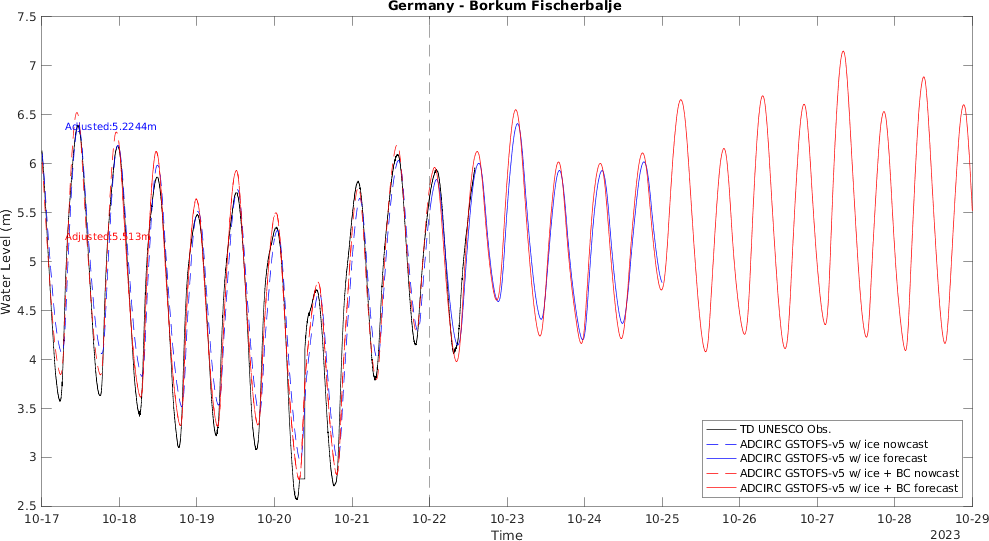 Germany - Borkum Fischerbalje
7.5
7
6.5
6
5.5
5
4.5
4
3.5
3
2.5
Water Level (m)
Adjusted:5.2244m
Adjusted:5.513m
TD UNESCO Obs.
ADCIRC GSTOFS-v5 w/ ice nowcast
ADCIRC GSTOFS-v5 w/ ice forecast
ADCIRC GSTOFS-v5 w/ ice + BC nowcast
ADCIRC GSTOFS-v5 w/ ice + BC forecast
10-17 10-18 10-19 10-20 10-21 10-22 10-23 10-24 10-25 10-26 10-27 10-28 10-29
Time
2023